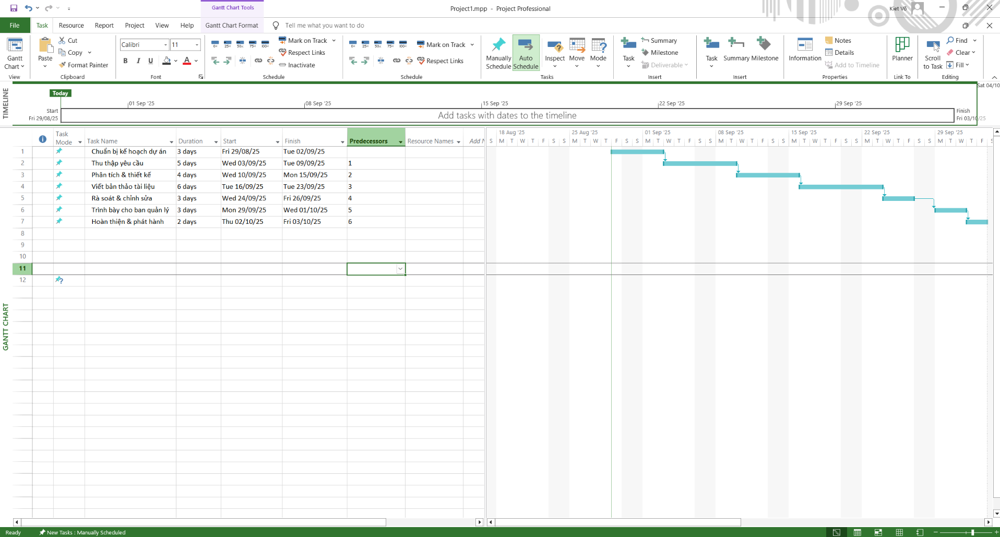 Gantt Chart Tools
Project1.mpp - Project Professional
Kiet Võ
File Task Resource Report Project View Help Gantt Chart Format Tell me what you want to do
Gantt Chart
View
Paste
Cut
Copy
Format Painter
Clipboard
Calibri 11
B I U A
Font
0% 25% 50% 75% 100%
Mark on Track
Respect Links
Inactivate
Schedule
0% 25% 50% 75% 100%
Mark on Track
Respect Links
Schedule
Manually Schedule
Auto Schedule
Inspect Move Mode
Tasks
Task
Summary
Milestone
Deliverable
Insert
Task Summary Milestone
Insert
Information
Notes
Details
Add to Timeline
Properties
Planner
Link To
Scroll to Task
Find
Clear
Fill
Editing
TIMELINE
Today
Sat 04/10
01 Sep '25 08 Sep '25 15 Sep '25 22 Sep '25 29 Sep '25
Start
Fri 29/08/25
Add tasks with dates to the timeline
Finish
Fri 03/10/25
Task Mode Task Name Duration Start Finish Predecessors Resource Names Add N
1 Chuẩn bị kế hoạch dự án 3 days Fri 29/08/25 Tue 02/09/25
2 Thu thập yêu cầu 5 days Wed 03/09/25 Tue 09/09/25 1
3 Phân tích & thiết kế 4 days Wed 10/09/25 Mon 15/09/25 2
4 Viết bản thảo tài liệu 6 days Tue 16/09/25 Tue 23/09/25 3
5 Rà soát & chỉnh sửa 3 days Wed 24/09/25 Fri 26/09/25 4
6 Trình bày cho ban quản lý 3 days Mon 29/09/25 Wed 01/10/25 5
7 Hoàn thiện & phát hành 2 days Thu 02/10/25 Fri 03/10/25 6
8
9
10
11
12
18 Aug '25 25 Aug '25 01 Sep '25 08 Sep '25 15 Sep '25 22 Sep '25 29 Sep '25
S M T W T F S S M T W T F S S M T W T F S S M T W T F S S M T W T F S S M T W T F S S M T W T F S
GANTT CHART
Ready New Tasks : Manually Scheduled